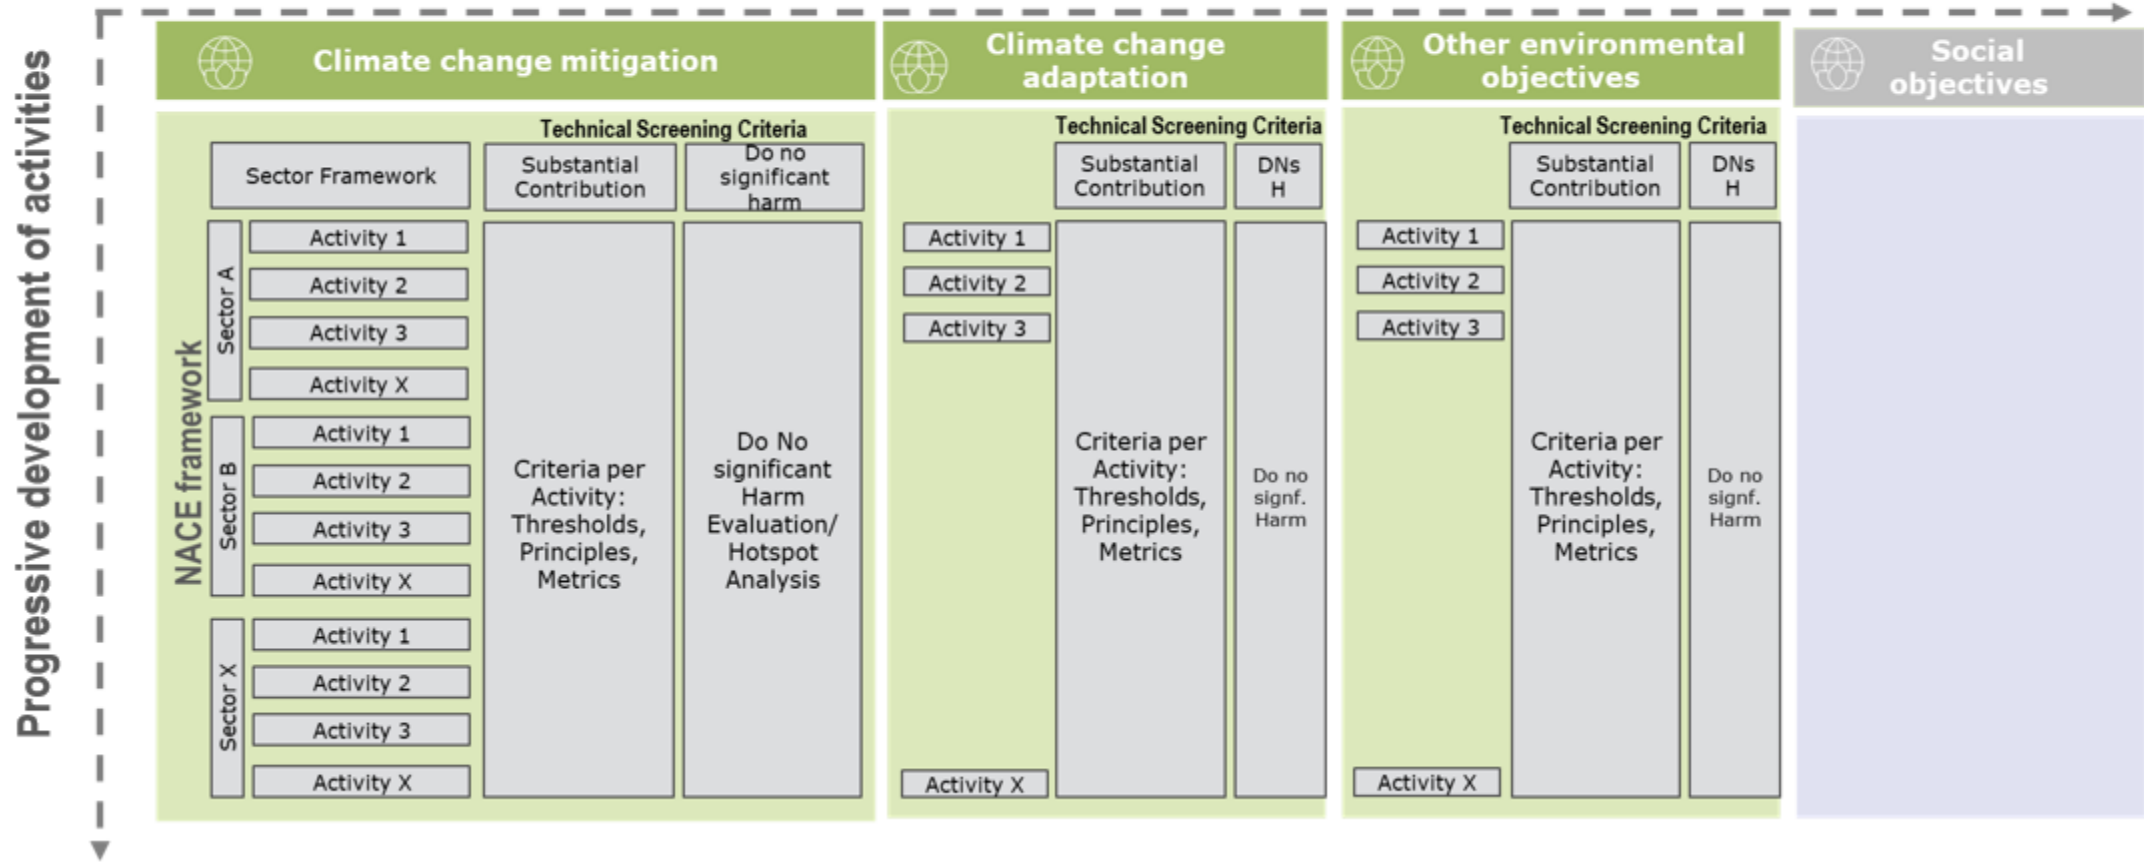 Progressive development of activities
Climate change mitigation
Technical Screening Criteria
Sector Framework
Substantial
Contribution
Do no
significant
harm
NACE framework
Sector A
Activity 1
Activity 2
Activity 3
Activity X
Sector B
Activity 1
Activity 2
Activity 3
Activity X
Sector X
Activity 1
Activity 2
Activity 3
Activity X
Criteria per
Activity:
Thresholds,
Principles,
Metrics
Do No
significant
Harm
Evaluation/
Hotspot
Analysis
Climate change
adaptation
Technical Screening Criteria
Substantial
Contribution
DNs
H
Activity 1
Activity 2
Activity 3
Activity X
Criteria per
Activity:
Thresholds,
Principles,
Metrics
Do no
signf.
Harm
Other environmental
objectives
Technical Screening Criteria
Substantial
Contribution
DNs
H
Activity 1
Activity 2
Activity 3
Activity X
Criteria per
Activity:
Thresholds,
Principles,
Metrics
Do no
signf.
Harm
Social
objectives